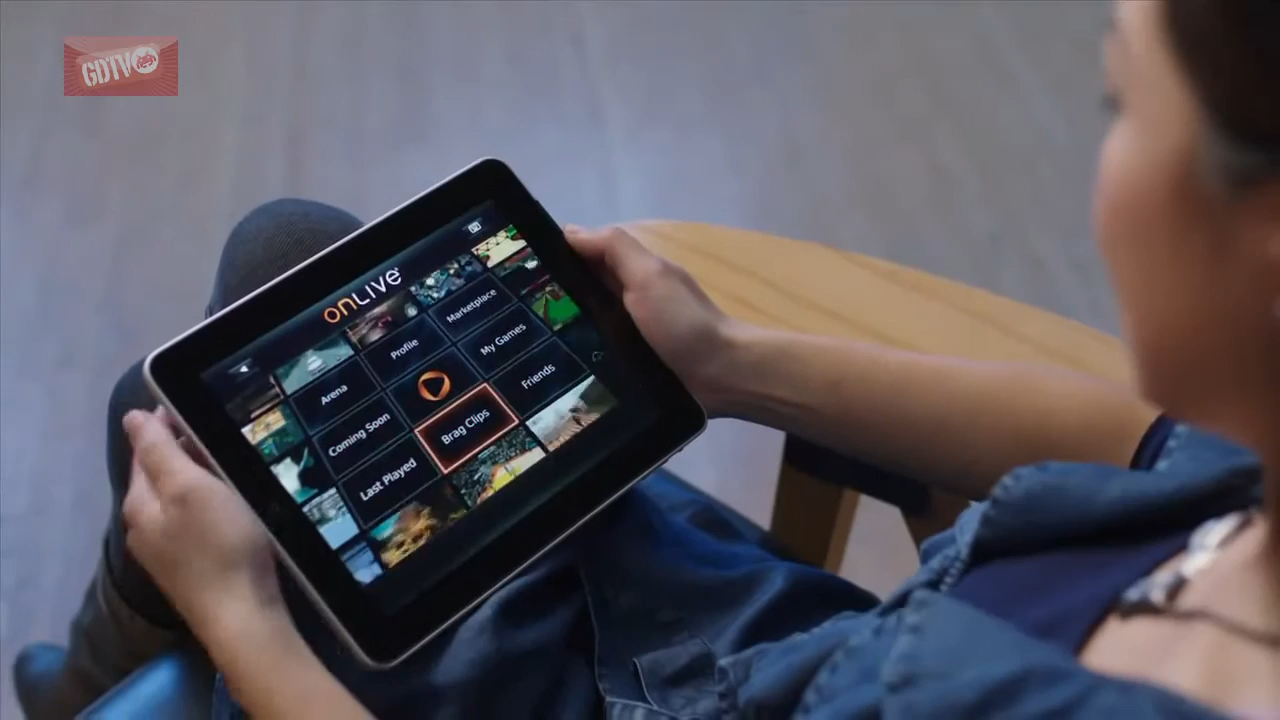 GDTV
onLIVE
Profile
Marketplace
Arena
My Games
Coming Soon
Brag Clips
Friends
Last Played